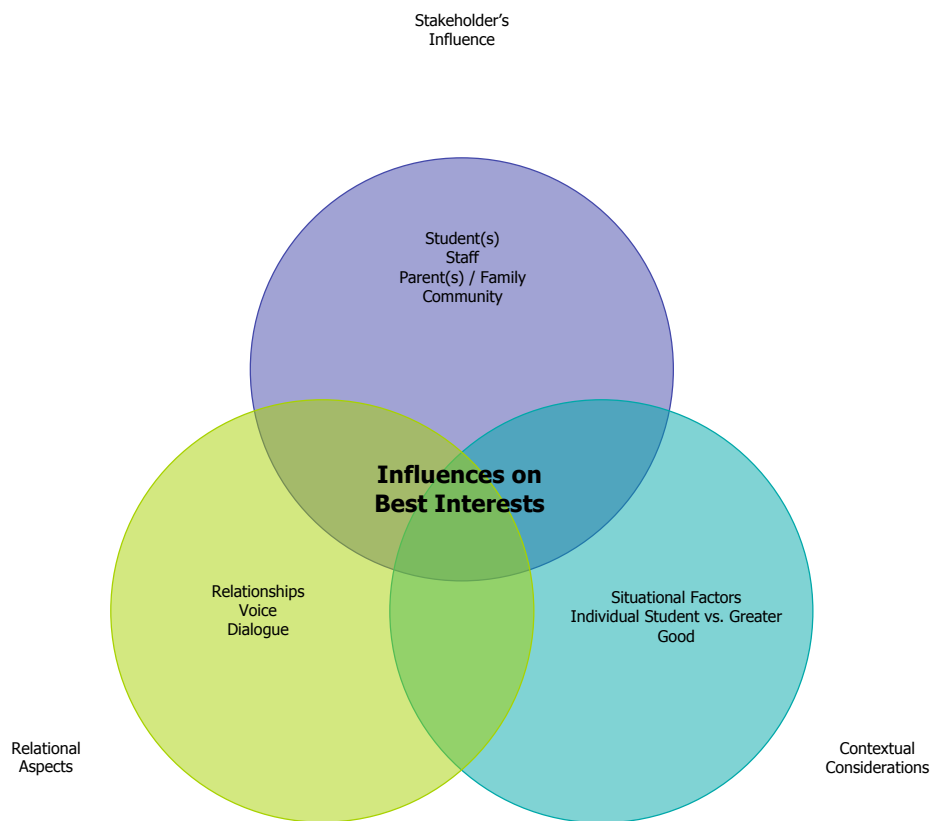 Stakeholder’s
Influence
Student(s)
Staff
Parent(s) / Family
Community
Influences on
Best Interests
Relationships
Voice
Dialogue
Situational Factors
Individual Student vs. Greater
Good
Relational
Aspects
Contextual
Considerations